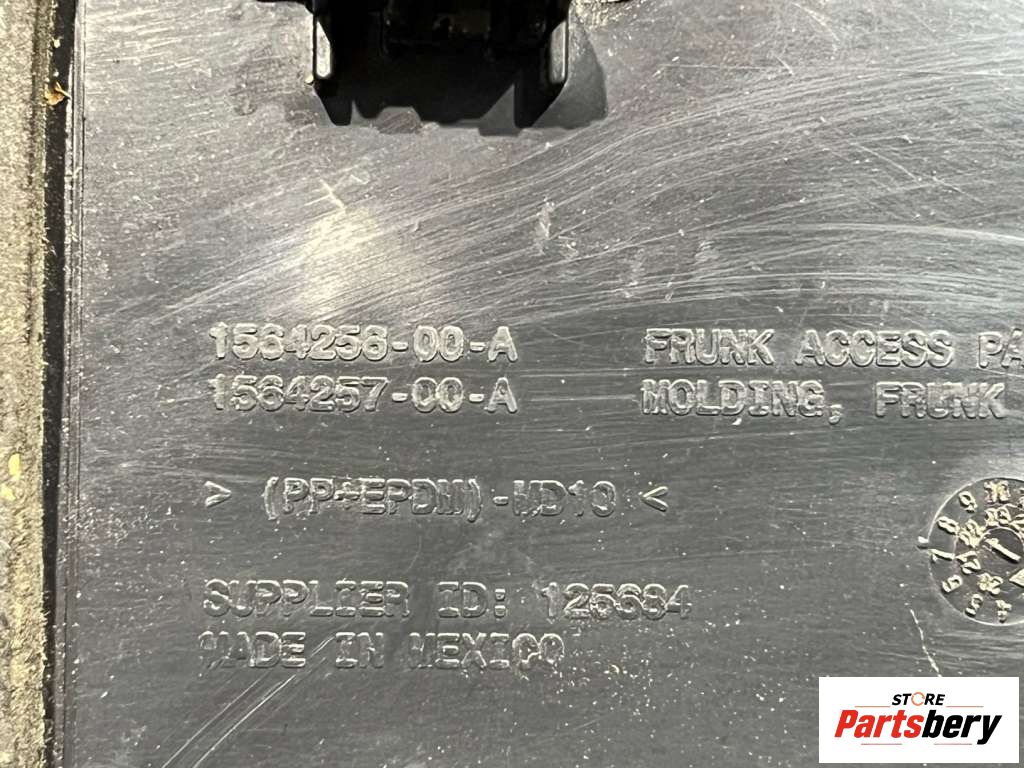 1564256-00-A FRUNK ACCESS PA
1564257-00-A MOLDING, FRUNK
> (PP+EPDM)-MD10 <
SUPPLIER ID: 125684
MADE IN MEXICO
STORE
Partsbery